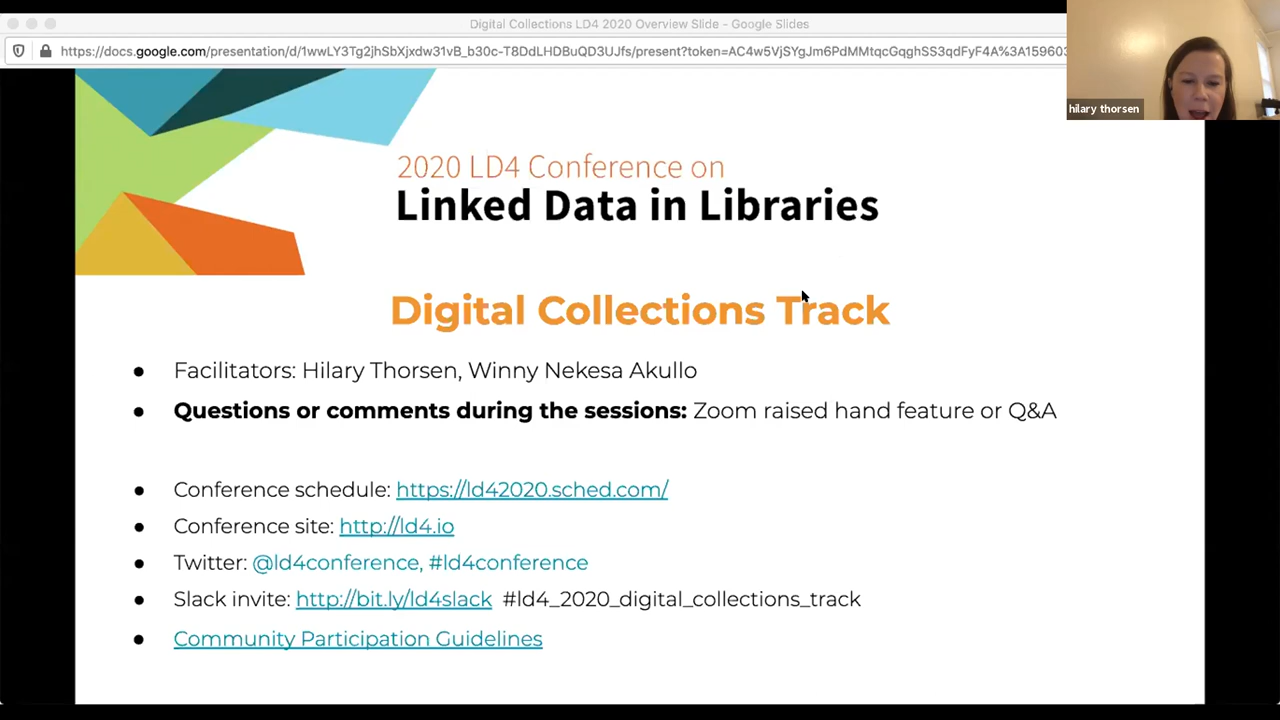 Digital Collections LD4 2020 Overview Slide - Google Slides
https://docs.google.com/presentation/d/1wwLY3Tg2jhSbXjxdw31vB_b30c-T8DdLHDBuQD3UJfs/present?token=AC4w5VjSYgJm6PdMMtqcGqghSS3qdFyF4A%3A159603
hilary thorsen
2020 LD4 Conference on
Linked Data in Libraries
Digital Collections Track
● Facilitators: Hilary Thorsen, Winny Nekesa Akullo
● Questions or comments during the sessions: Zoom raised hand feature or Q&A
● Conference schedule: https://ld42020.sched.com/
● Conference site: http://ld4.io
● Twitter: @ld4conference, #ld4conference
● Slack invite: http://bit.ly/ld4slack #ld4_2020_digital_collections_track
● Community Participation Guidelines